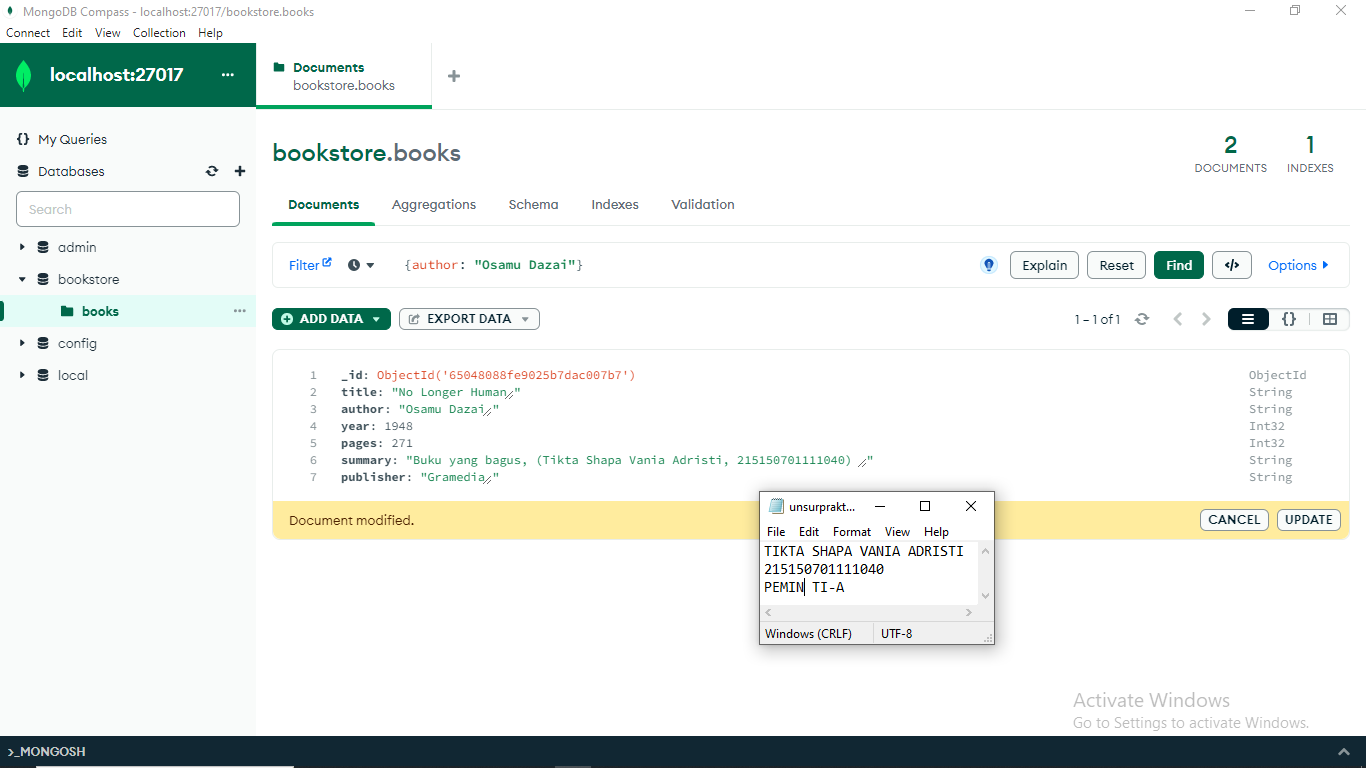 MongoDB Compass - localhost:27017/bookstore.books
Connect Edit View Collection Help
localhost:27017 ...
Documents
bookstore.books
{} My Queries
Databases
Search
admin
bookstore
books ...
config
local
bookstore.books
2
DOCUMENTS
1
INDEXES
Documents Aggregations Schema Indexes Validation
Filter {author: "Osamu Dazai"} Explain Reset Find </> Options
ADD DATA EXPORT DATA 1 – 1 of 1 {}
1 _id: ObjectId('65048088fe9025b7dac007b7') ObjectId
2 title: "No Longer Human" String
3 author: "Osamu Dazai" String
4 year: 1948 Int32
5 pages: 271 Int32
6 summary: "Buku yang bagus, (Tikta Shapa Vania Adristi, 215150701111040) " String
7 publisher: "Gramedia" String
Document modified. CANCEL UPDATE
unsurprakt...
File Edit Format View Help
TIKTA SHAPA VANIA ADRISTI
215150701111040
PEMIN TI-A
Windows (CRLF) UTF-8
Activate Windows
Go to Settings to activate Windows.
>_MONGOSH